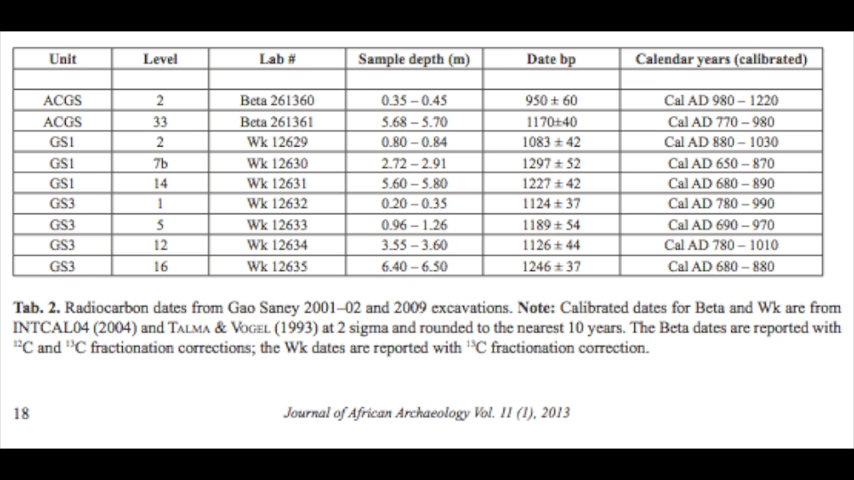 Unit Level Lab # Sample depth (m) Date bp Calendar years (calibrated)
ACGS 2 Beta 261360 0.35 – 0.45 950 ± 60 Cal AD 980 – 1220
ACGS 33 Beta 261361 5.68 – 5.70 1170±40 Cal AD 770 – 980
GS1 2 Wk 12629 0.80 – 0.84 1083 ± 42 Cal AD 880 – 1030
GS1 7b Wk 12630 2.72 – 2.91 1297 ± 52 Cal AD 650 – 870
GS1 14 Wk 12631 5.60 – 5.80 1227 ± 42 Cal AD 680 – 890
GS3 1 Wk 12632 0.20 – 0.35 1124 ± 37 Cal AD 780 – 990
GS3 5 Wk 12633 0.96 – 1.26 1189 ± 54 Cal AD 690 – 970
GS3 12 Wk 12634 3.55 – 3.60 1126 ± 44 Cal AD 780 – 1010
GS3 16 Wk 12635 6.40 – 6.50 1246 ± 37 Cal AD 680 – 880
Tab. 2. Radiocarbon dates from Gao Saney 2001–02 and 2009 excavations. Note: Calibrated dates for Beta and Wk are from
INTCAL04 (2004) and TALMA & VOGEL (1993) at 2 sigma and rounded to the nearest 10 years. The Beta dates are reported with
¹²C and ¹³C fractionation corrections; the Wk dates are reported with ¹³C fractionation correction.
18 Journal of African Archaeology Vol. 11 (1), 2013